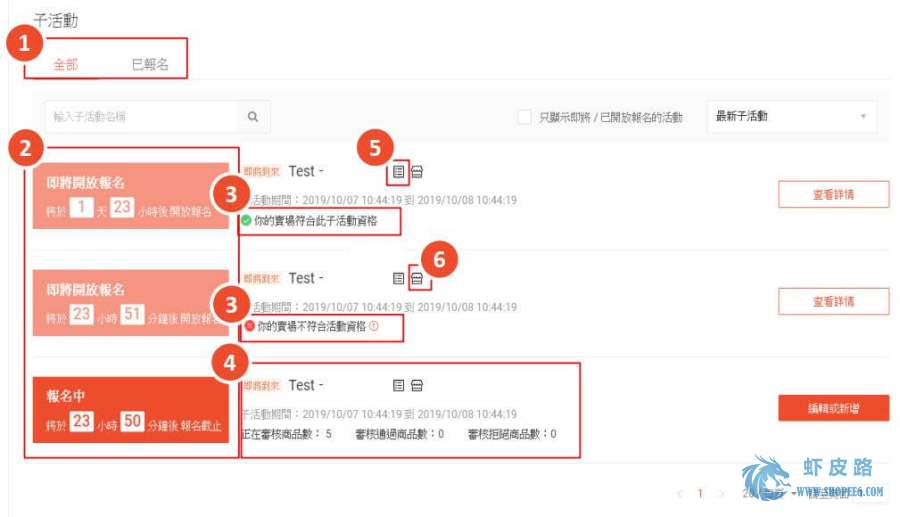 子活動
1
全部 已報名
輸入子活動名稱
只顯示即將 / 已開放報名的活動
最新子活動
2
5
即將開放報名
將於 1 天 23 小時後開放報名
3
即將到來 Test -
活動期間：2019/10/07 10:44:19 到 2019/10/08 10:44:19
你的賣場符合此子活動資格
查看詳情
6
即將開放報名
將於 23 小時 51 分鐘後開放報名
3
即將到來 Test -
活動期間：2019/10/07 10:44:19 到 2019/10/08 10:44:19
你的賣場不符合活動資格
查看詳情
4
報名中
將於 23 小時 50 分鐘後 報名截止
即將到來 Test -
子活動期間：2019/10/07 10:44:19 到 2019/10/08 10:44:19
正在審核商品數： 5 審核通過商品數：0 審核拒絕商品數：0
編輯或新增
虾皮路
WWW.SHOPEE6.COM
< 1 >